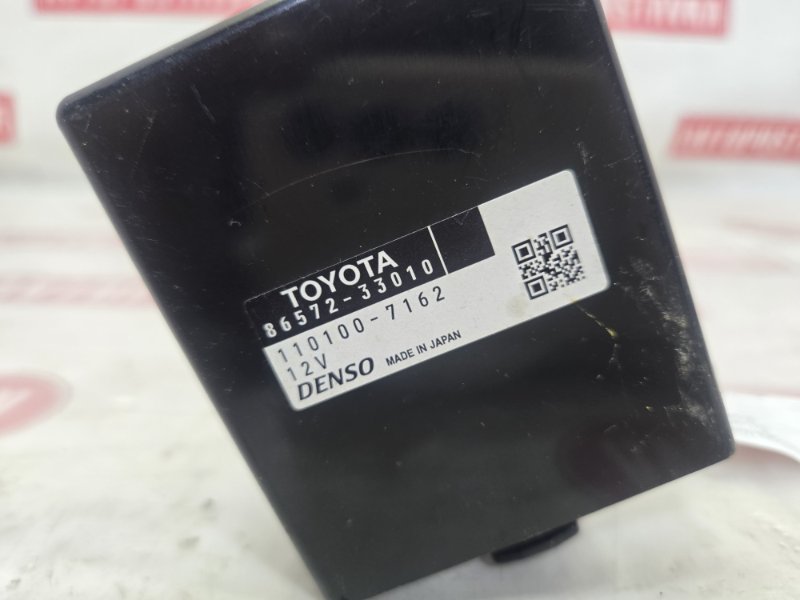 TOYOTA
86572-33010
110100-7162
12V
DENSO MADE IN JAPAN